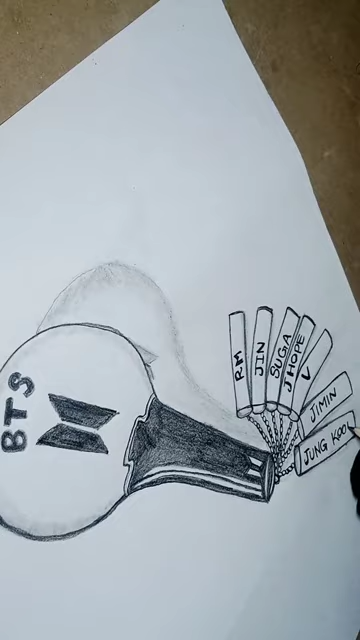 BTS
RM
JIN
SUGA
J HOPE
V
JIMIN
JUNG KOO